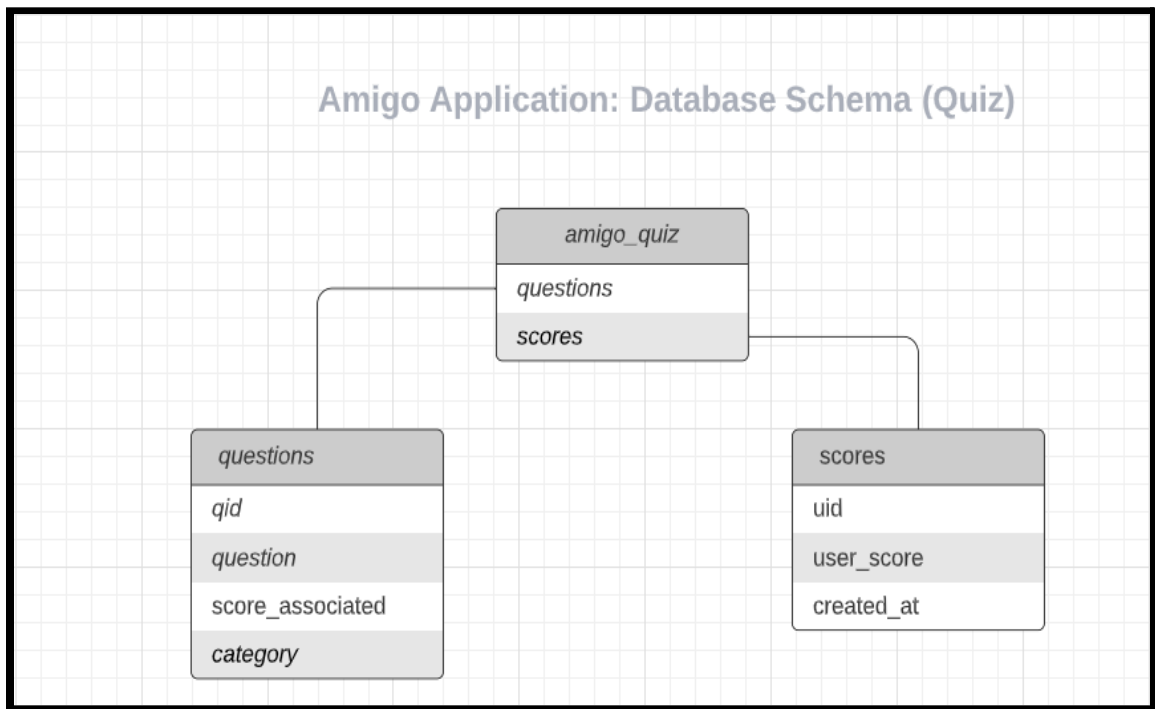 Amigo Application: Database Schema (Quiz)
amigo_quiz
questions
scores
questions
qid
question
score_associated
category
scores
uid
user_score
created_at